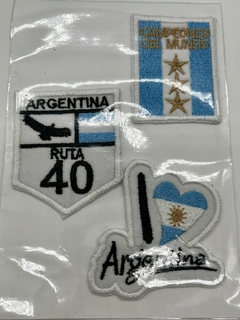 CAMPEONES
DEL MUNDO
ARGENTINA
RUTA
40
I
Argentina